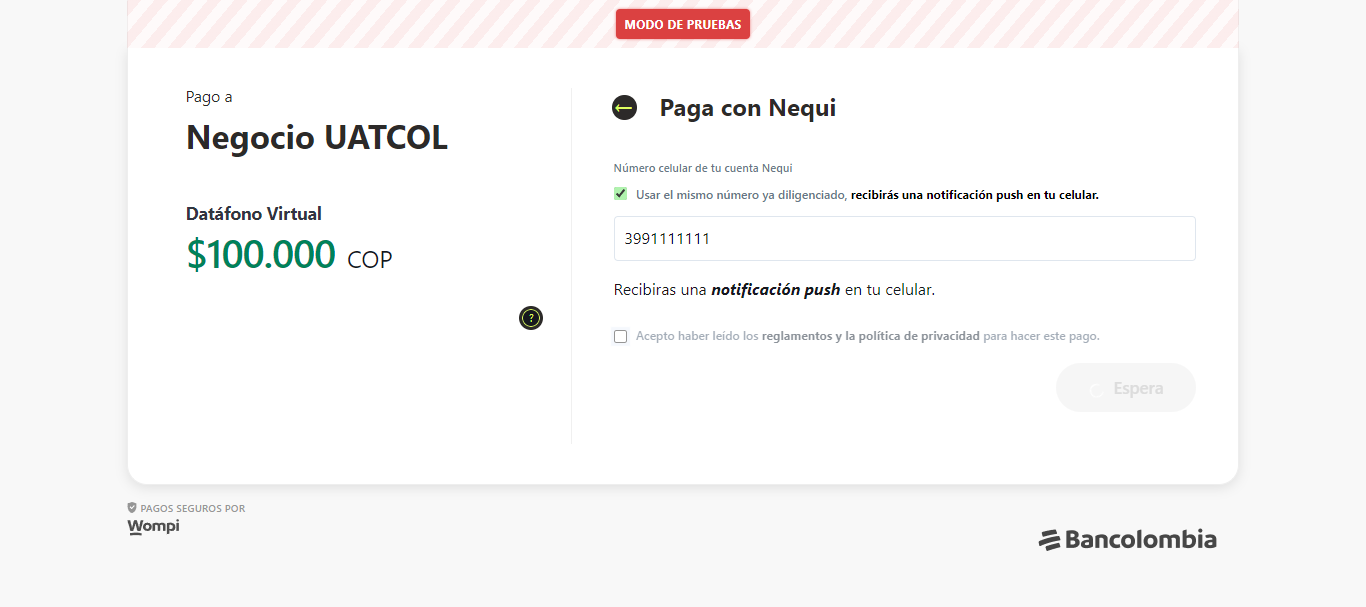 MODO DE PRUEBAS
Pago a
Negocio UATCOL
Datáfono Virtual
$100.000 COP
?
Paga con Nequi
Número celular de tu cuenta Nequi
Usar el mismo número ya diligenciado, recibirás una notificación push en tu celular.
3991111111
Recibiras una notificación push en tu celular.
Acepto haber leído los reglamentos y la política de privacidad para hacer este pago.
Espera
PAGOS SEGUROS POR
Wompi
Bancolombia